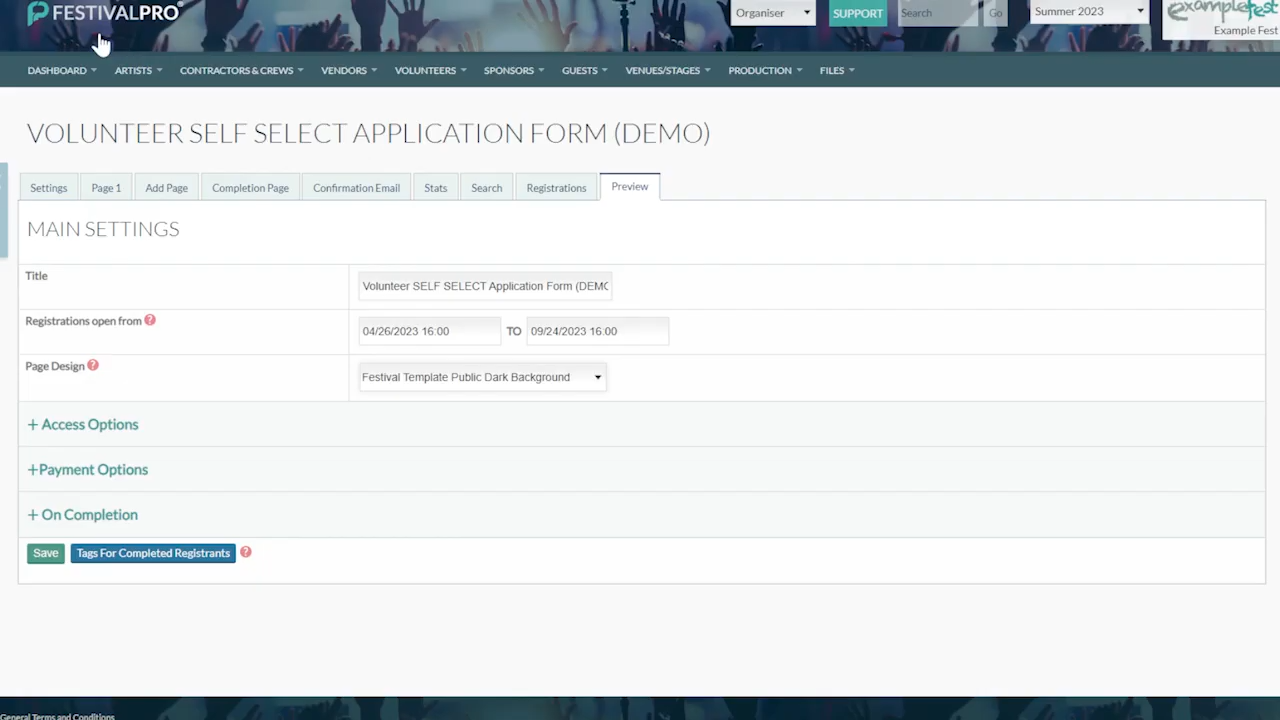 FESTIVALPRO
Organiser
SUPPORT
Search
Go
Summer 2023
examplefest
Example Fest
DASHBOARD
ARTISTS
CONTRACTORS & CREWS
VENDORS
VOLUNTEERS
SPONSORS
GUESTS
VENUES/STAGES
PRODUCTION
FILES
VOLUNTEER SELF SELECT APPLICATION FORM (DEMO)
Settings
Page 1
Add Page
Completion Page
Confirmation Email
Stats
Search
Registrations
Preview
MAIN SETTINGS
Title
Volunteer SELF SELECT Application Form (DEMO
Registrations open from ?
04/26/2023 16:00 TO 09/24/2023 16:00
Page Design ?
Festival Template Public Dark Background
+ Access Options
+Payment Options
+ On Completion
Save
Tags For Completed Registrants ?
General Terms and Conditions